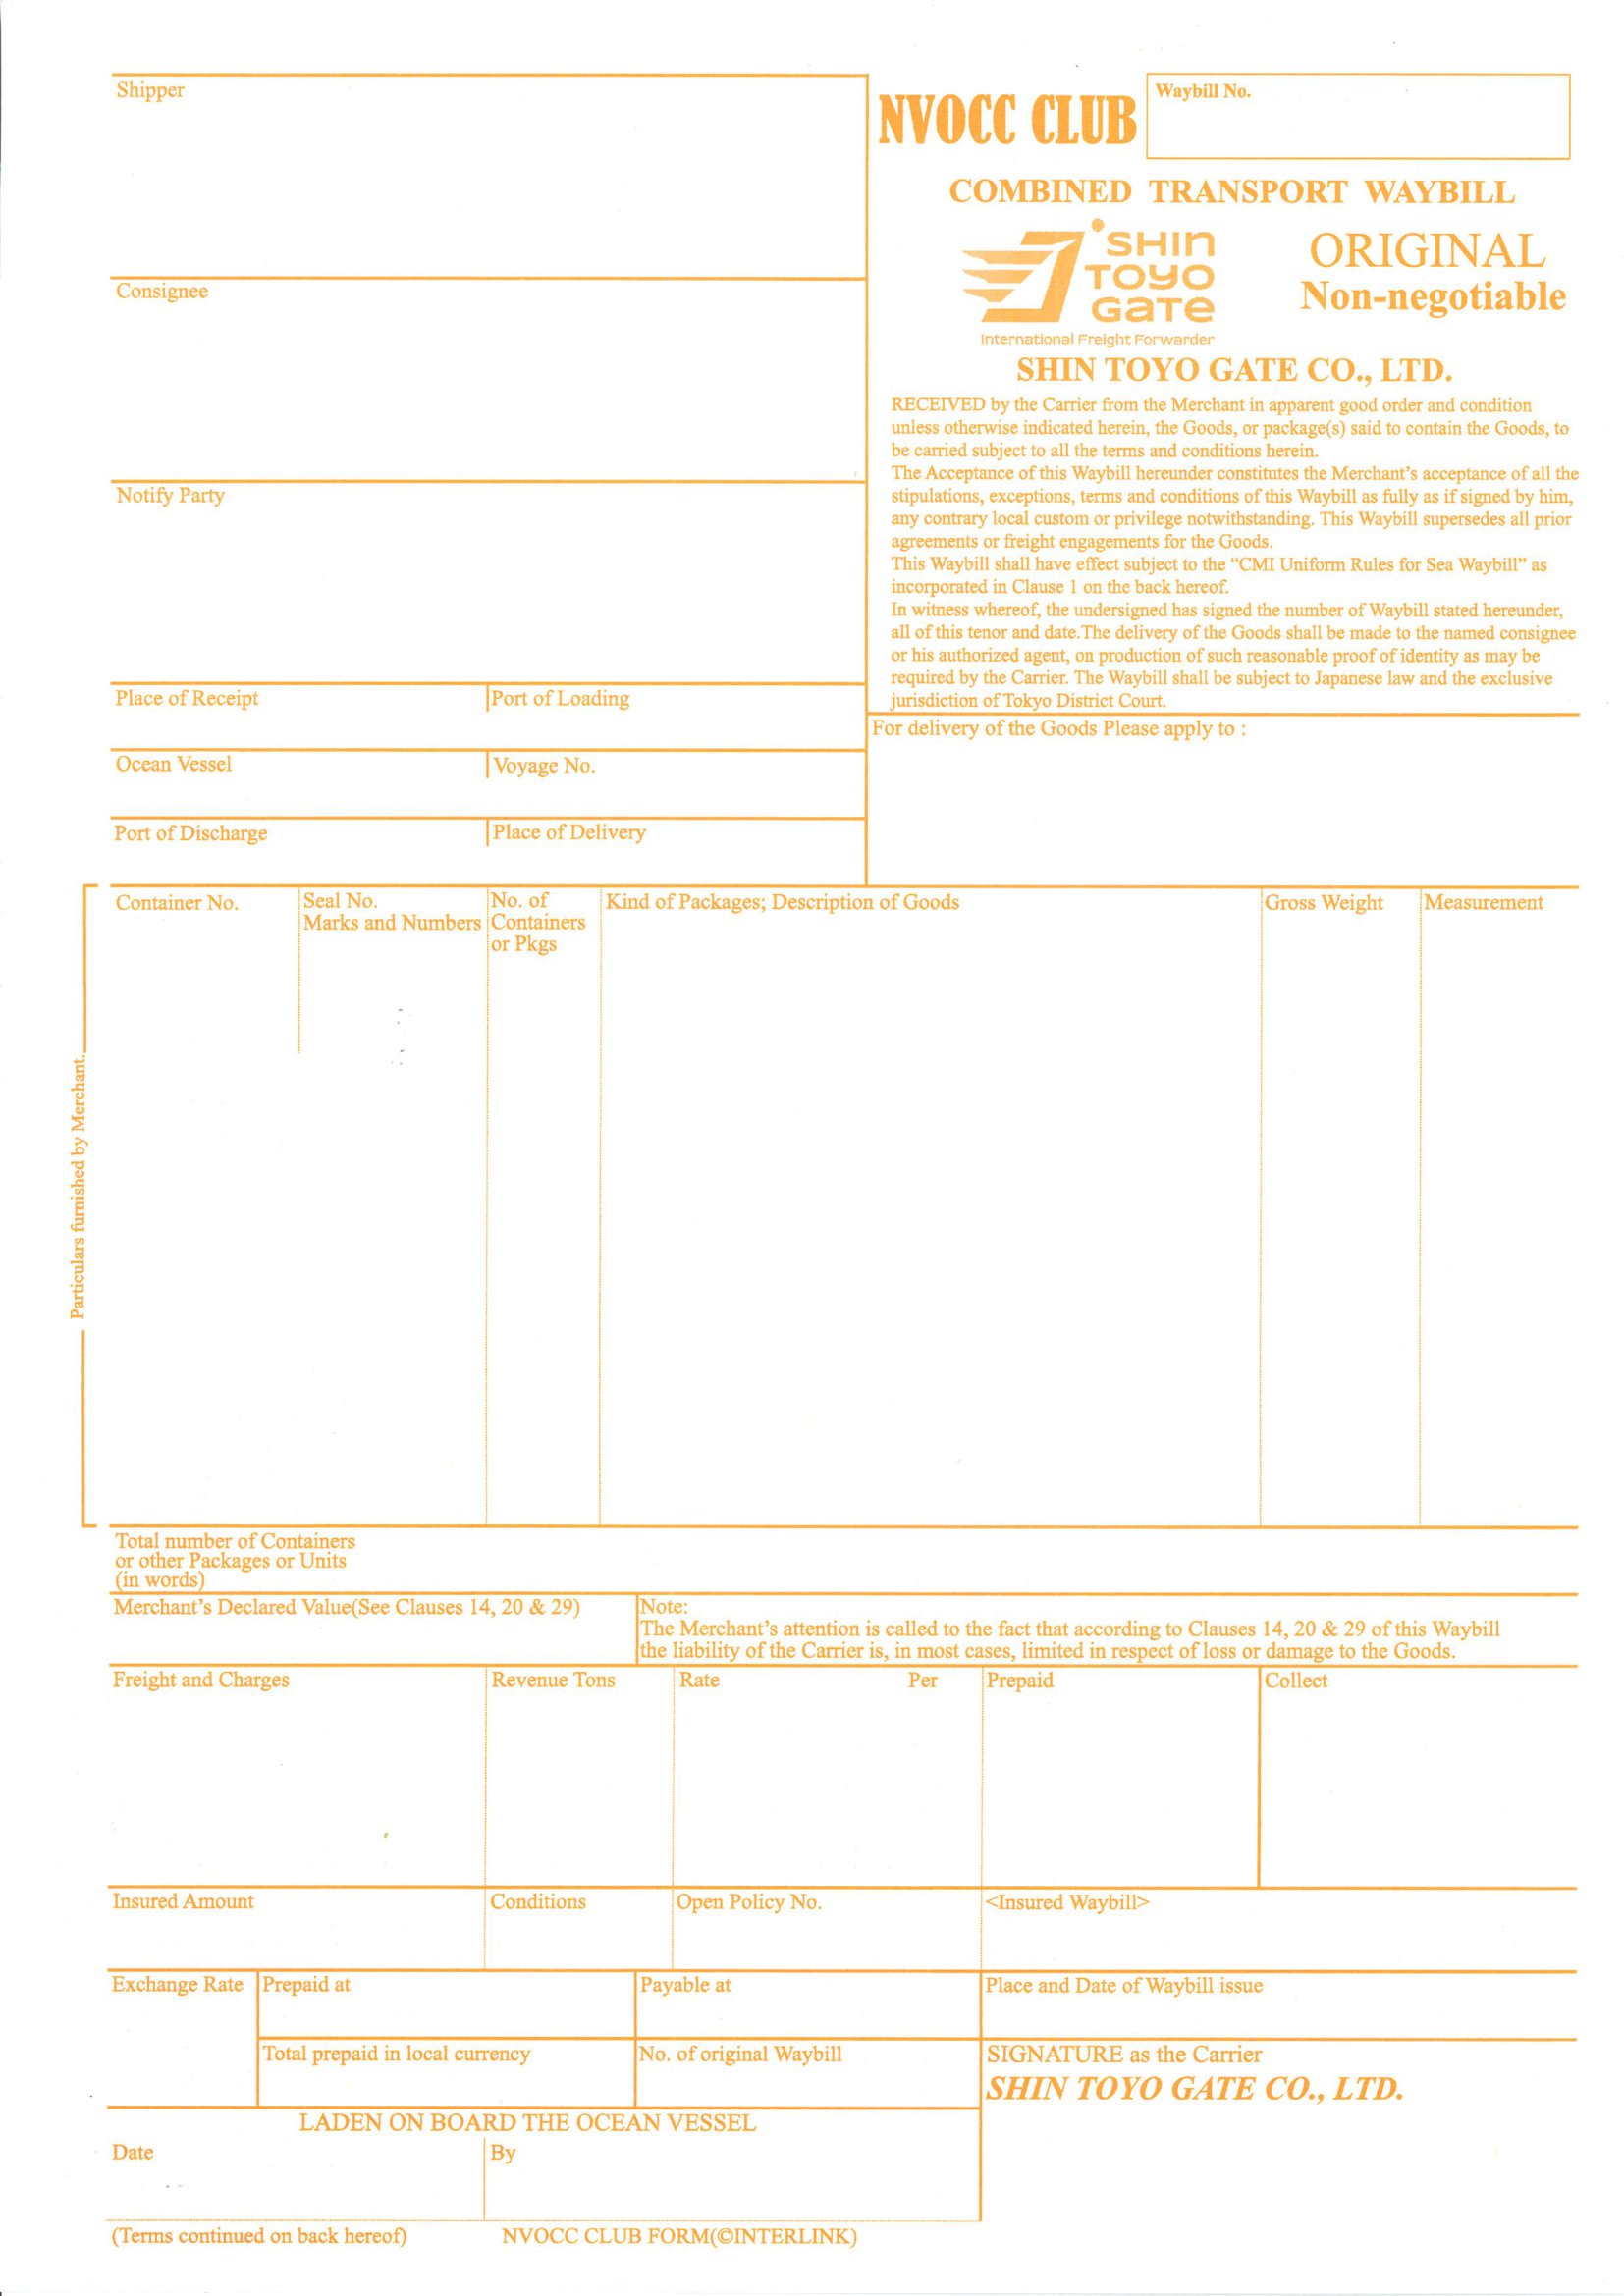 Shipper
NVOCC CLUB
Waybill No.
COMBINED TRANSPORT WAYBILL
SHIN
TOYO
GATE
International Freight Forwarder
ORIGINAL
Non-negotiable
SHIN TOYO GATE CO., LTD.
Consignee
Notify Party
RECEIVED by the Carrier from the Merchant in apparent good order and condition
unless otherwise indicated herein, the Goods, or package(s) said to contain the Goods, to
be carried subject to all the terms and conditions herein.
The Acceptance of this Waybill hereunder constitutes the Merchant's acceptance of all the
stipulations, exceptions, terms and conditions of this Waybill as fully as if signed by him,
any contrary local custom or privilege notwithstanding. This Waybill supersedes all prior
agreements or freight engagements for the Goods.
This Waybill shall have effect subject to the “CMI Uniform Rules for Sea Waybill” as
incorporated in Clause 1 on the back hereof.
In witness whereof, the undersigned has signed the number of Waybill stated hereunder,
all of this tenor and date.The delivery of the Goods shall be made to the named consignee
or his authorized agent, on production of such reasonable proof of identity as may be
required by the Carrier. The Waybill shall be subject to Japanese law and the exclusive
jurisdiction of Tokyo District Court.
Place of Receipt
Port of Loading
For delivery of the Goods Please apply to :
Ocean Vessel
Voyage No.
Port of Discharge
Place of Delivery
Particulars furnished by Merchant.
Container No.
Seal No.
Marks and Numbers
No. of
Containers
or Pkgs
Kind of Packages; Description of Goods
Gross Weight
Measurement
Total number of Containers
or other Packages or Units
(in words)
Merchant's Declared Value(See Clauses 14, 20 & 29)
Note:
The Merchant's attention is called to the fact that according to Clauses 14, 20 & 29 of this Waybill
the liability of the Carrier is, in most cases, limited in respect of loss or damage to the Goods.
Freight and Charges
Revenue Tons
Rate
Per
Prepaid
Collect
Insured Amount
Conditions
Open Policy No.
<Insured Waybill>
Exchange Rate
Prepaid at
Payable at
Place and Date of Waybill issue
Total prepaid in local currency
No. of original Waybill
SIGNATURE as the Carrier
SHIN TOYO GATE CO., LTD.
LADEN ON BOARD THE OCEAN VESSEL
Date
By
(Terms continued on back hereof)
NVOCC CLUB FORM(©INTERLINK)